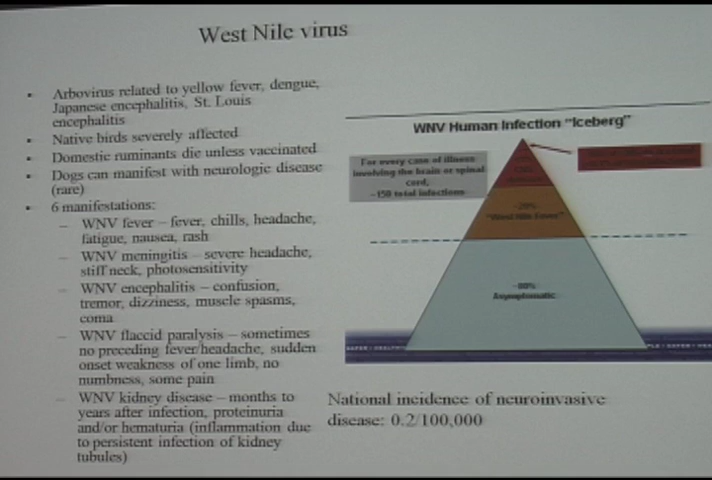 West Nile virus
Arbovirus related to yellow fever, dengue,
Japanese encephalitis, St. Louis
encephalitis
Native birds severely affected
Domestic ruminants die unless vaccinated
Dogs can manifest with neurologic disease
(rare)
6 manifestations:
– WNV fever – fever, chills, headache,
fatigue, nausea, rash
– WNV meningitis – severe headache,
stiff neck, photosensitivity
– WNV encephalitis – confusion,
tremor, dizziness, muscle spasms,
coma
– WNV flaccid paralysis – sometimes
no preceding fever/headache, sudden
onset weakness of one limb, no
numbness, some pain
– WNV kidney disease – months to
years after infection, proteinuria
and/or hematuria (inflammation due
to persistent infection of kidney
tubules)
WNV Human Infection "Iceberg"
For every case of illness
involving the brain or spinal
cord,
~150 total infections
~20%
"West Nile Fever"
~80%
Asymptomatic
National incidence of neuroinvasive
disease: 0.2/100,000